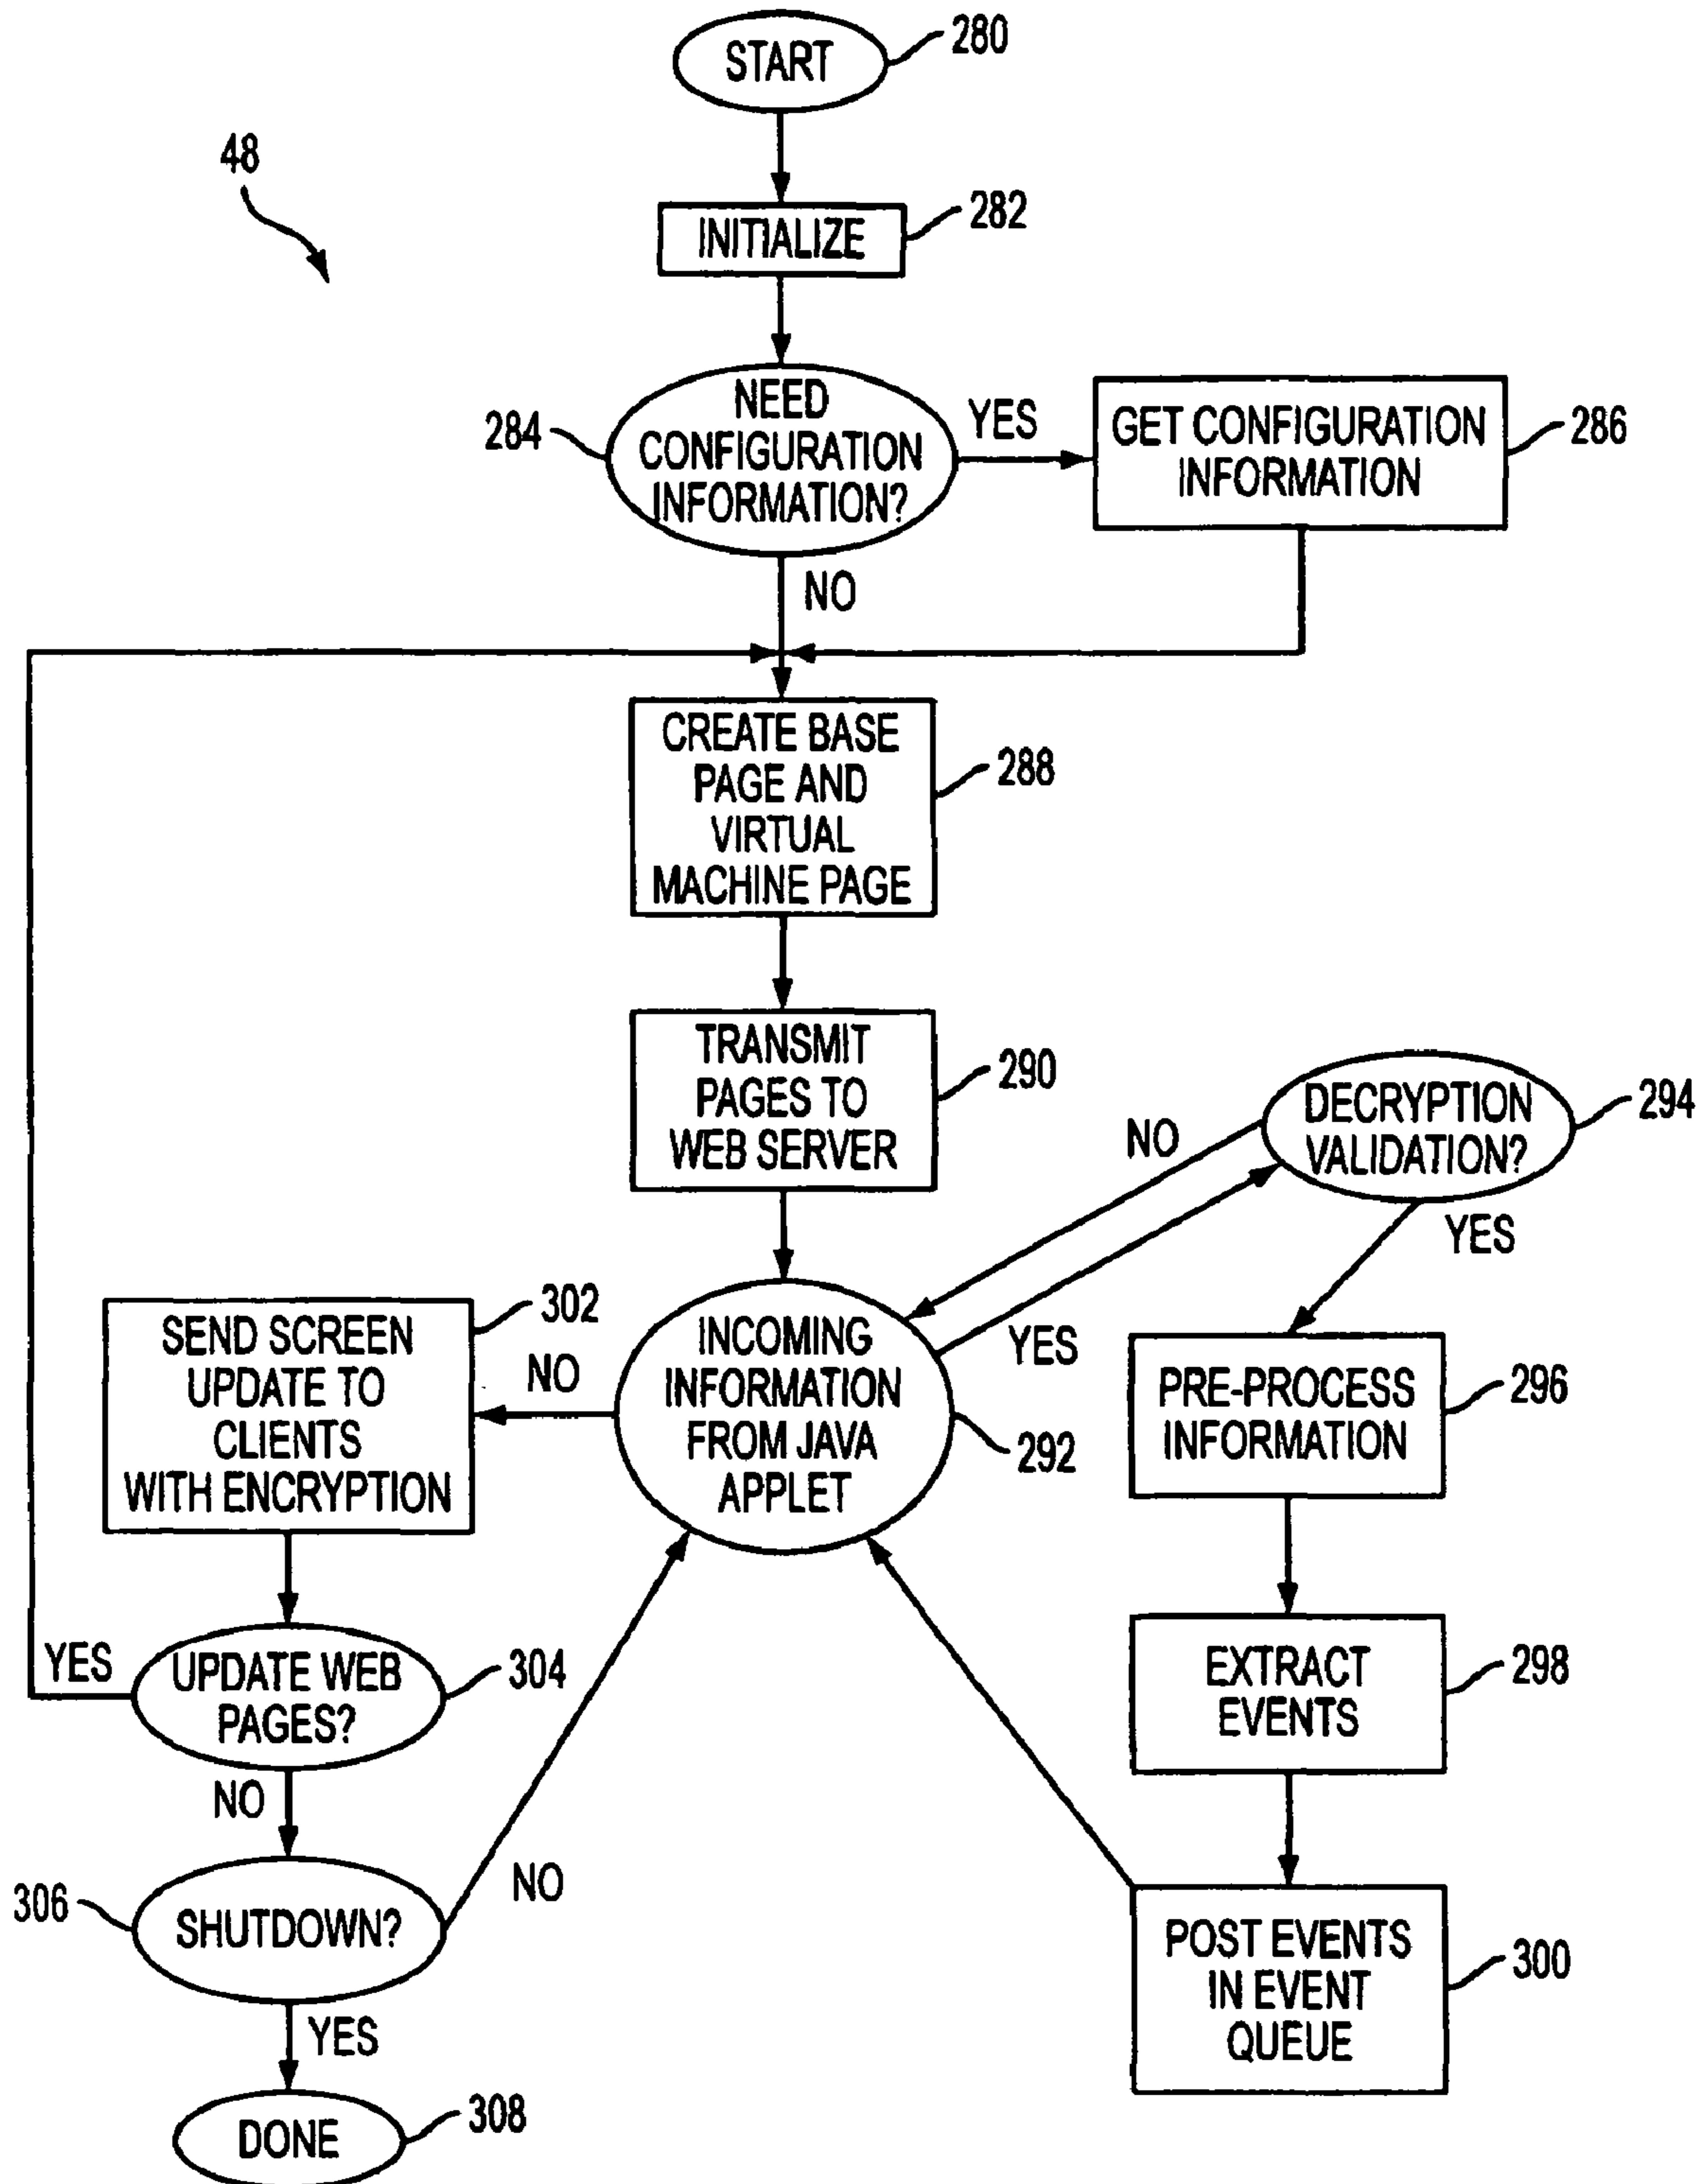 START
280
48
INITIALIZE
282
284
NEED
CONFIGURATION
INFORMATION?
YES
GET CONFIGURATION
INFORMATION
286
NO
CREATE BASE
PAGE AND
VIRTUAL
MACHINE PAGE
288
TRANSMIT
PAGES TO
WEB SERVER
290
DECRYPTION
VALIDATION?
294
NO
YES
YES
302
SEND SCREEN
UPDATE TO
CLIENTS
WITH ENCRYPTION
NO
INCOMING
INFORMATION
FROM JAVA
APPLET
292
PRE-PROCESS
INFORMATION
296
YES
UPDATE WEB
PAGES?
304
EXTRACT
EVENTS
298
NO
306
SHUTDOWN?
NO
POST EVENTS
IN EVENT
QUEUE
300
YES
DONE
308